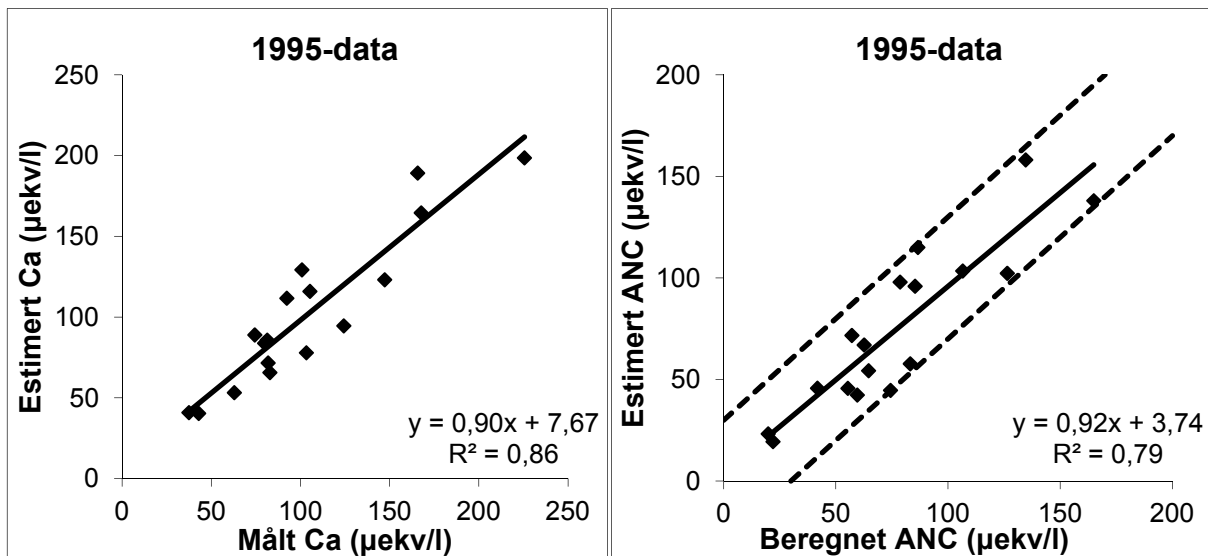 1995-data
Estimert Ca (µekv/l)
250
200
150
100
50
0
y = 0,90x + 7,67
R² = 0,86
0 50 100 150 200 250
Målt Ca (µekv/l)
1995-data
Estimert ANC (µekv/l)
200
150
100
50
0
y = 0,92x + 3,74
R² = 0,79
0 50 100 150 200
Beregnet ANC (µekv/l)